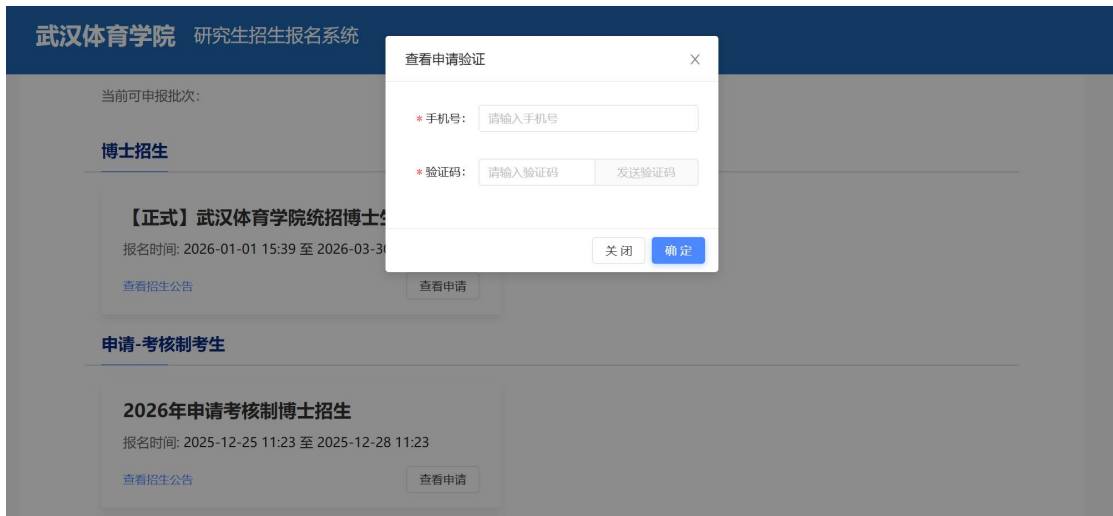 武汉体育学院 研究生招生报名系统
查看申请验证
当前可申报批次：
* 手机号： 请输入手机号
博士招生
* 验证码： 请输入验证码 发送验证码
【正式】武汉体育学院统招博士
报名时间: 2026-01-01 15:39 至 2026-03-30
关 闭 确 定
查看招生公告 查看申请
申请-考核制考生
2026年申请考核制博士招生
报名时间: 2025-12-25 11:23 至 2025-12-28 11:23
查看招生公告 查看申请